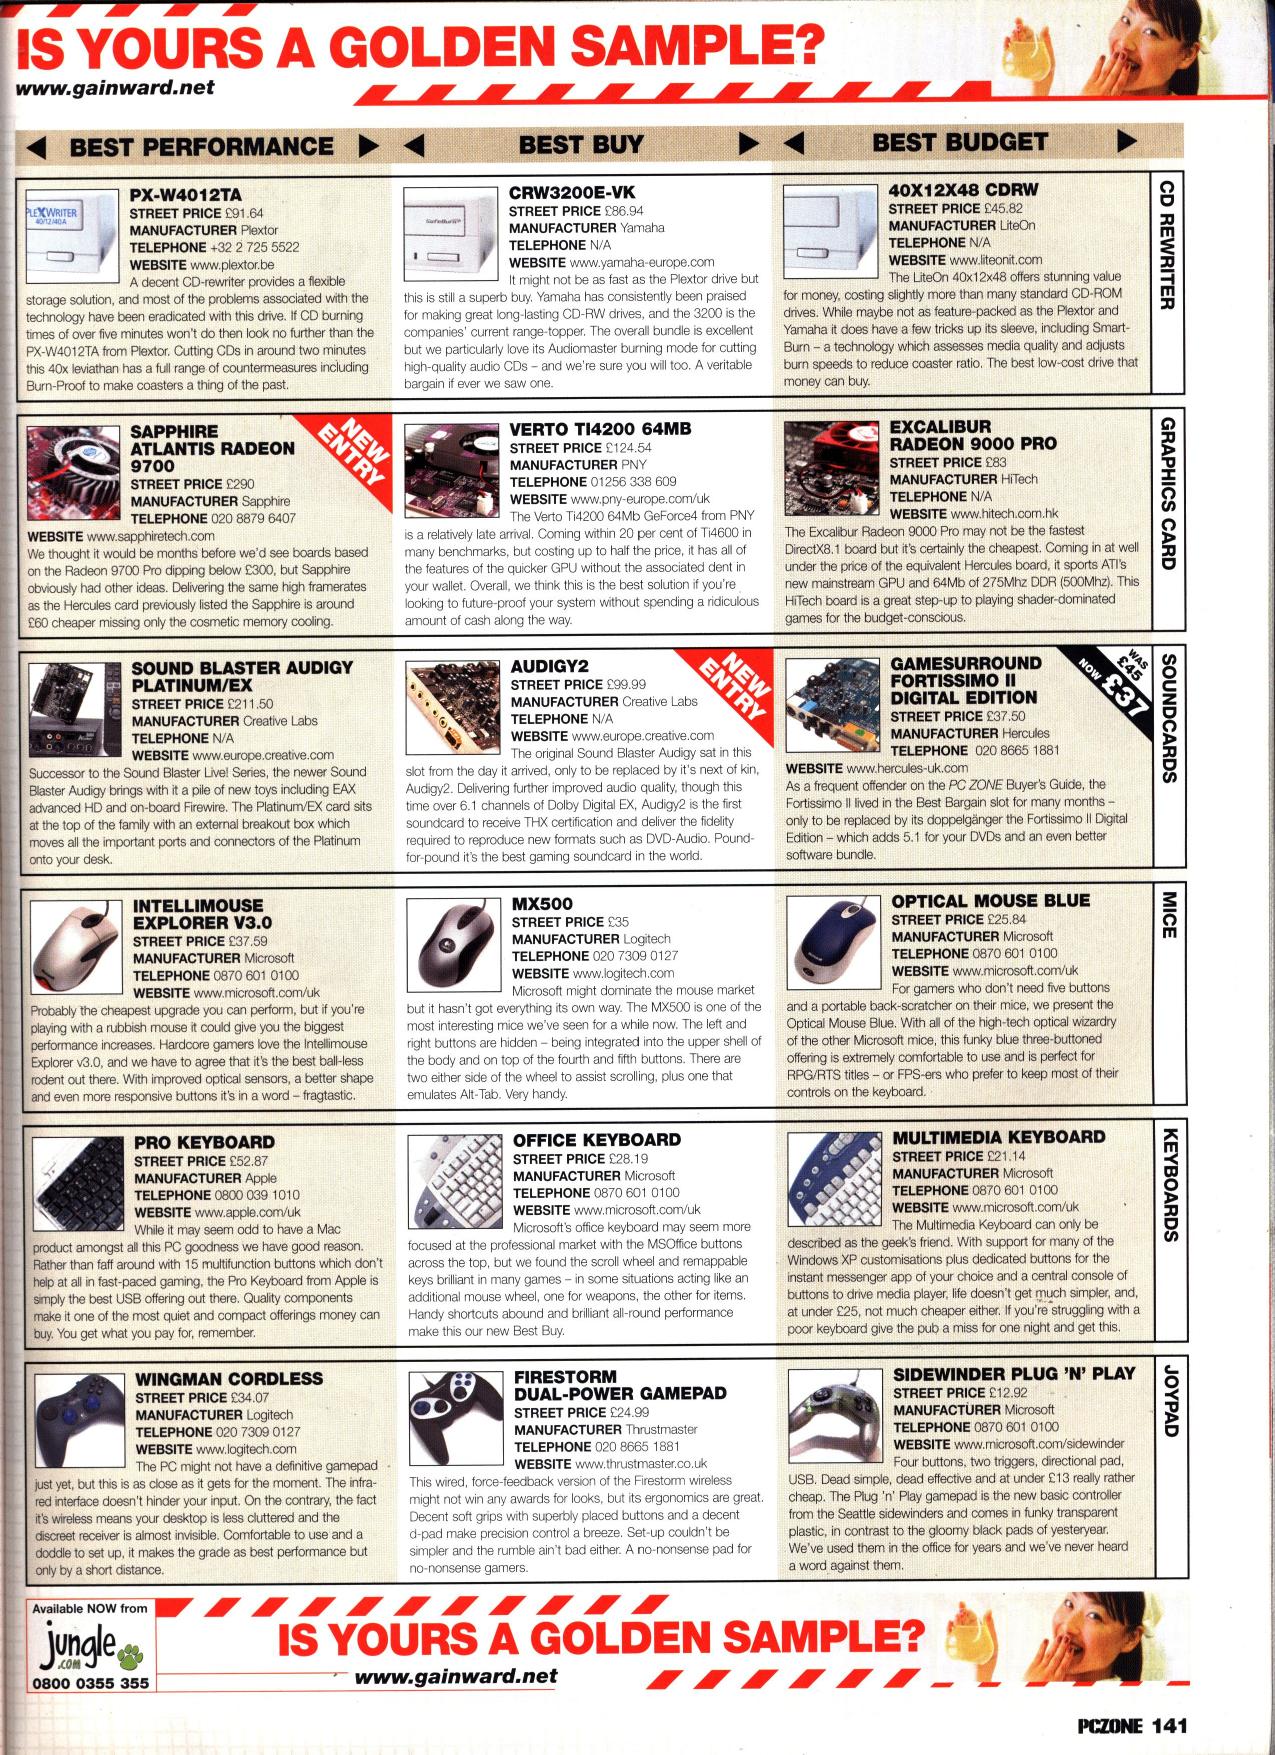 IS YOURS A GOLDEN SAMPLE?
www.gainward.net
BEST PERFORMANCE
BEST BUY
BEST BUDGET
CD REWRITER
PLEXWRITER
40/12/40A
PX-W4012TA
STREET PRICE £91.64
MANUFACTURER Plextor
TELEPHONE +32 2 725 5522
WEBSITE www.plextor.be
A decent CD-rewriter provides a flexible
storage solution, and most of the problems associated with the
technology have been eradicated with this drive. If CD burning
times of over five minutes won't do then look no further than the
PX-W4012TA from Plextor. Cutting CDs in around two minutes
this 40x leviathan has a full range of countermeasures including
Burn-Proof to make coasters a thing of the past.
SafeBurn
CRW3200E-VK
STREET PRICE £86.94
MANUFACTURER Yamaha
TELEPHONE N/A
WEBSITE www.yamaha-europe.com
It might not be as fast as the Plextor drive but
this is still a superb buy. Yamaha has consistently been praised
for making great long-lasting CD-RW drives, and the 3200 is the
companies' current range-topper. The overall bundle is excellent
but we particularly love its Audiomaster burning mode for cutting
high-quality audio CDs – and we're sure you will too. A veritable
bargain if ever we saw one.
40X12X48 CDRW
STREET PRICE £45.82
MANUFACTURER LiteOn
TELEPHONE N/A
WEBSITE www.liteonit.com
The LiteOn 40x12x48 offers stunning value
for money, costing slightly more than many standard CD-ROM
drives. While maybe not as feature-packed as the Plextor and
Yamaha it does have a few tricks up its sleeve, including Smart-
Burn – a technology which assesses media quality and adjusts
burn speeds to reduce coaster ratio. The best low-cost drive that
money can buy.
GRAPHICS CARD
SAPPHIRE
ATLANTIS RADEON
9700
NEW
ENTRY
STREET PRICE £290
MANUFACTURER Sapphire
TELEPHONE 020 8879 6407
WEBSITE www.sapphiretech.com
We thought it would be months before we'd see boards based
on the Radeon 9700 Pro dipping below £300, but Sapphire
obviously had other ideas. Delivering the same high framerates
as the Hercules card previously listed the Sapphire is around
£60 cheaper missing only the cosmetic memory cooling.
VERTO TI4200 64MB
STREET PRICE £124.54
MANUFACTURER PNY
TELEPHONE 01256 338 609
WEBSITE www.pny-europe.com/uk
The Verto Ti4200 64Mb GeForce4 from PNY
is a relatively late arrival. Coming within 20 per cent of Ti4600 in
many benchmarks, but costing up to half the price, it has all of
the features of the quicker GPU without the associated dent in
your wallet. Overall, we think this is the best solution if you're
looking to future-proof your system without spending a ridiculous
amount of cash along the way.
EXCALIBUR
RADEON 9000 PRO
STREET PRICE £83
MANUFACTURER HiTech
TELEPHONE N/A
WEBSITE www.hitech.com.hk
The Excalibur Radeon 9000 Pro may not be the fastest
DirectX8.1 board but it's certainly the cheapest. Coming in at well
under the price of the equivalent Hercules board, it sports ATI's
new mainstream GPU and 64Mb of 275Mhz DDR (500Mhz). This
HiTech board is a great step-up to playing shader-dominated
games for the budget-conscious.
SOUNDCARDS
SOUND BLASTER AUDIGY
PLATINUM/EX
STREET PRICE £211.50
MANUFACTURER Creative Labs
TELEPHONE N/A
WEBSITE www.europe.creative.com
Successor to the Sound Blaster Live! Series, the newer Sound
Blaster Audigy brings with it a pile of new toys including EAX
advanced HD and on-board Firewire. The Platinum/EX card sits
at the top of the family with an external breakout box which
moves all the important ports and connectors of the Platinum
onto your desk.
AUDIGY2
NEW
ENTRY
STREET PRICE £99.99
MANUFACTURER Creative Labs
TELEPHONE N/A
WEBSITE www.europe.creative.com
The original Sound Blaster Audigy sat in this
slot from the day it arrived, only to be replaced by it's next of kin,
Audigy2. Delivering further improved audio quality, though this
time over 6.1 channels of Dolby Digital EX, Audigy2 is the first
soundcard to receive THX certification and deliver the fidelity
required to reproduce new formats such as DVD-Audio. Pound-
for-pound it's the best gaming soundcard in the world.
GAMESURROUND
FORTISSIMO II
DIGITAL EDITION
WAS
£45
NOW £37
STREET PRICE £37.50
MANUFACTURER Hercules
TELEPHONE 020 8665 1881
WEBSITE www.hercules-uk.com
As a frequent offender on the PC ZONE Buyer's Guide, the
Fortissimo II lived in the Best Bargain slot for many months –
only to be replaced by its doppelgänger the Fortissimo II Digital
Edition – which adds 5.1 for your DVDs and an even better
software bundle.
MICE
INTELLIMOUSE
EXPLORER V3.0
STREET PRICE £37.59
MANUFACTURER Microsoft
TELEPHONE 0870 601 0100
WEBSITE www.microsoft.com/uk
Probably the cheapest upgrade you can perform, but if you're
playing with a rubbish mouse it could give you the biggest
performance increases. Hardcore gamers love the Intellimouse
Explorer v3.0, and we have to agree that it's the best ball-less
rodent out there. With improved optical sensors, a better shape
and even more responsive buttons it's in a word – fragtastic.
MX500
STREET PRICE £35
MANUFACTURER Logitech
TELEPHONE 020 7309 0127
WEBSITE www.logitech.com
Microsoft might dominate the mouse market
but it hasn't got everything its own way. The MX500 is one of the
most interesting mice we've seen for a while now. The left and
right buttons are hidden – being integrated into the upper shell of
the body and on top of the fourth and fifth buttons. There are
two either side of the wheel to assist scrolling, plus one that
emulates Alt-Tab. Very handy.
OPTICAL MOUSE BLUE
STREET PRICE £25.84
MANUFACTURER Microsoft
TELEPHONE 0870 601 0100
WEBSITE www.microsoft.com/uk
For gamers who don't need five buttons
and a portable back-scratcher on their mice, we present the
Optical Mouse Blue. With all of the high-tech optical wizardry
of the other Microsoft mice, this funky blue three-buttoned
offering is extremely comfortable to use and is perfect for
RPG/RTS titles – or FPS-ers who prefer to keep most of their
controls on the keyboard.
KEYBOARDS
PRO KEYBOARD
STREET PRICE £52.87
MANUFACTURER Apple
TELEPHONE 0800 039 1010
WEBSITE www.apple.com/uk
While it may seem odd to have a Mac
product amongst all this PC goodness we have good reason.
Rather than faff around with 15 multifunction buttons which don't
help at all in fast-paced gaming, the Pro Keyboard from Apple is
simply the best USB offering out there. Quality components
make it one of the most quiet and compact offerings money can
buy. You get what you pay for, remember.
OFFICE KEYBOARD
STREET PRICE £28.19
MANUFACTURER Microsoft
TELEPHONE 0870 601 0100
WEBSITE www.microsoft.com/uk
Microsoft's office keyboard may seem more
focused at the professional market with the MSOffice buttons
across the top, but we found the scroll wheel and remappable
keys brilliant in many games – in some situations acting like an
additional mouse wheel, one for weapons, the other for items.
Handy shortcuts abound and brilliant all-round performance
make this our new Best Buy.
MULTIMEDIA KEYBOARD
STREET PRICE £21.14
MANUFACTURER Microsoft
TELEPHONE 0870 601 0100
WEBSITE www.microsoft.com/uk
The Multimedia Keyboard can only be
described as the geek's friend. With support for many of the
Windows XP customisations plus dedicated buttons for the
instant messenger app of your choice and a central console of
buttons to drive media player, life doesn't get much simpler, and,
at under £25, not much cheaper either. If you're struggling with a
poor keyboard give the pub a miss for one night and get this.
JOYPAD
WINGMAN CORDLESS
STREET PRICE £34.07
MANUFACTURER Logitech
TELEPHONE 020 7309 0127
WEBSITE www.logitech.com
The PC might not have a definitive gamepad
just yet, but this is as close as it gets for the moment. The infra-
red interface doesn't hinder your input. On the contrary, the fact
it's wireless means your desktop is less cluttered and the
discreet receiver is almost invisible. Comfortable to use and a
doddle to set up, it makes the grade as best performance but
only by a short distance.
FIRESTORM
DUAL-POWER GAMEPAD
STREET PRICE £24.99
MANUFACTURER Thrustmaster
TELEPHONE 020 8665 1881
WEBSITE www.thrustmaster.co.uk
This wired, force-feedback version of the Firestorm wireless
might not win any awards for looks, but its ergonomics are great.
Decent soft grips with superbly placed buttons and a decent
d-pad make precision control a breeze. Set-up couldn't be
simpler and the rumble ain't bad either. A no-nonsense pad for
no-nonsense gamers.
SIDEWINDER PLUG 'N' PLAY
STREET PRICE £12.92
MANUFACTURER Microsoft
TELEPHONE 0870 601 0100
WEBSITE www.microsoft.com/sidewinder
Four buttons, two triggers, directional pad,
USB. Dead simple, dead effective and at under £13 really rather
cheap. The Plug 'n' Play gamepad is the new basic controller
from the Seattle sidewinders and comes in funky transparent
plastic, in contrast to the gloomy black pads of yesteryear.
We've used them in the office for years and we've never heard
a word against them.
Available NOW from
jungle
.com
0800 0355 355
IS YOURS A GOLDEN SAMPLE?
www.gainward.net
PCZONE 141